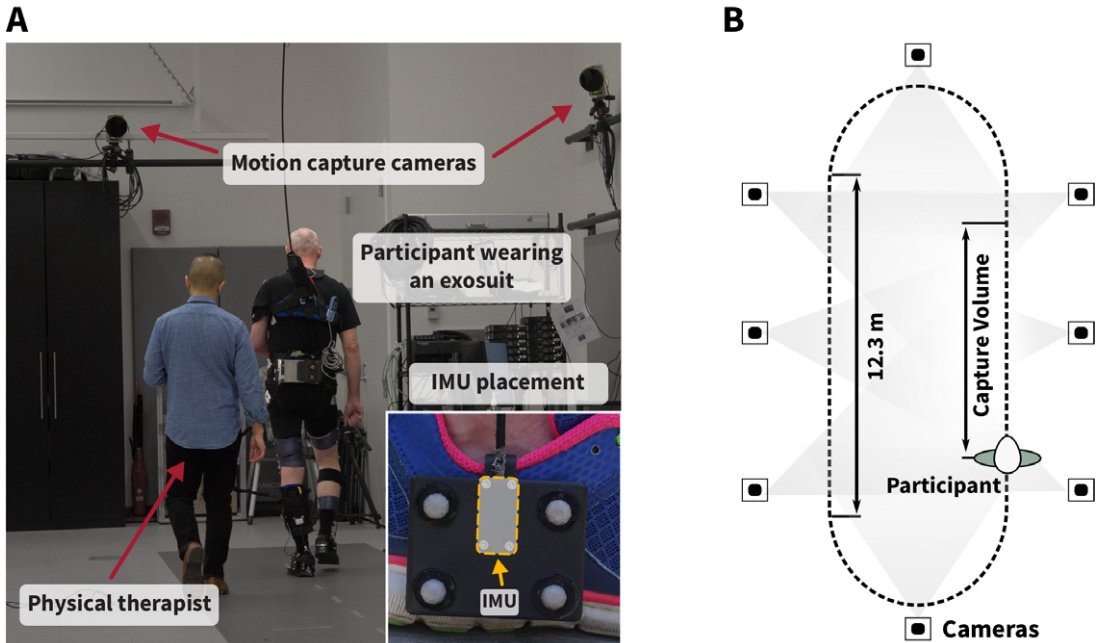 A
Motion capture cameras
Participant wearing
an exosuit
IMU placement
IMU
Physical therapist
B
12.3 m
Capture Volume
Participant
Cameras